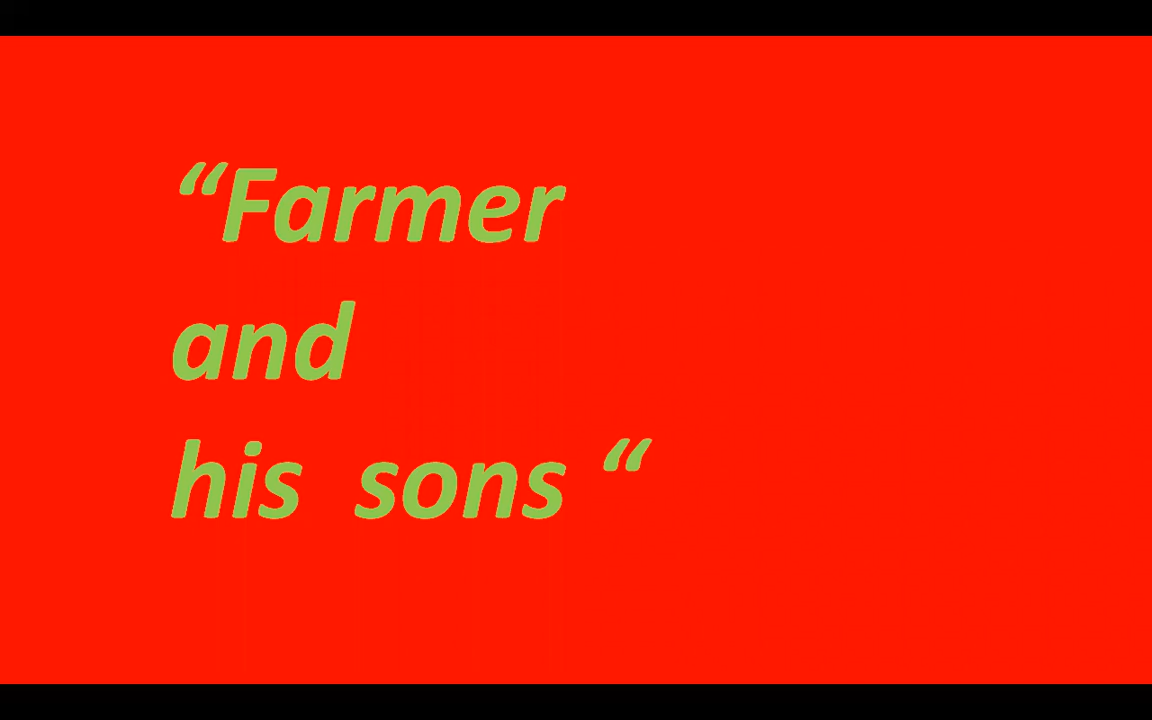 “Farmer
and
his  sons “